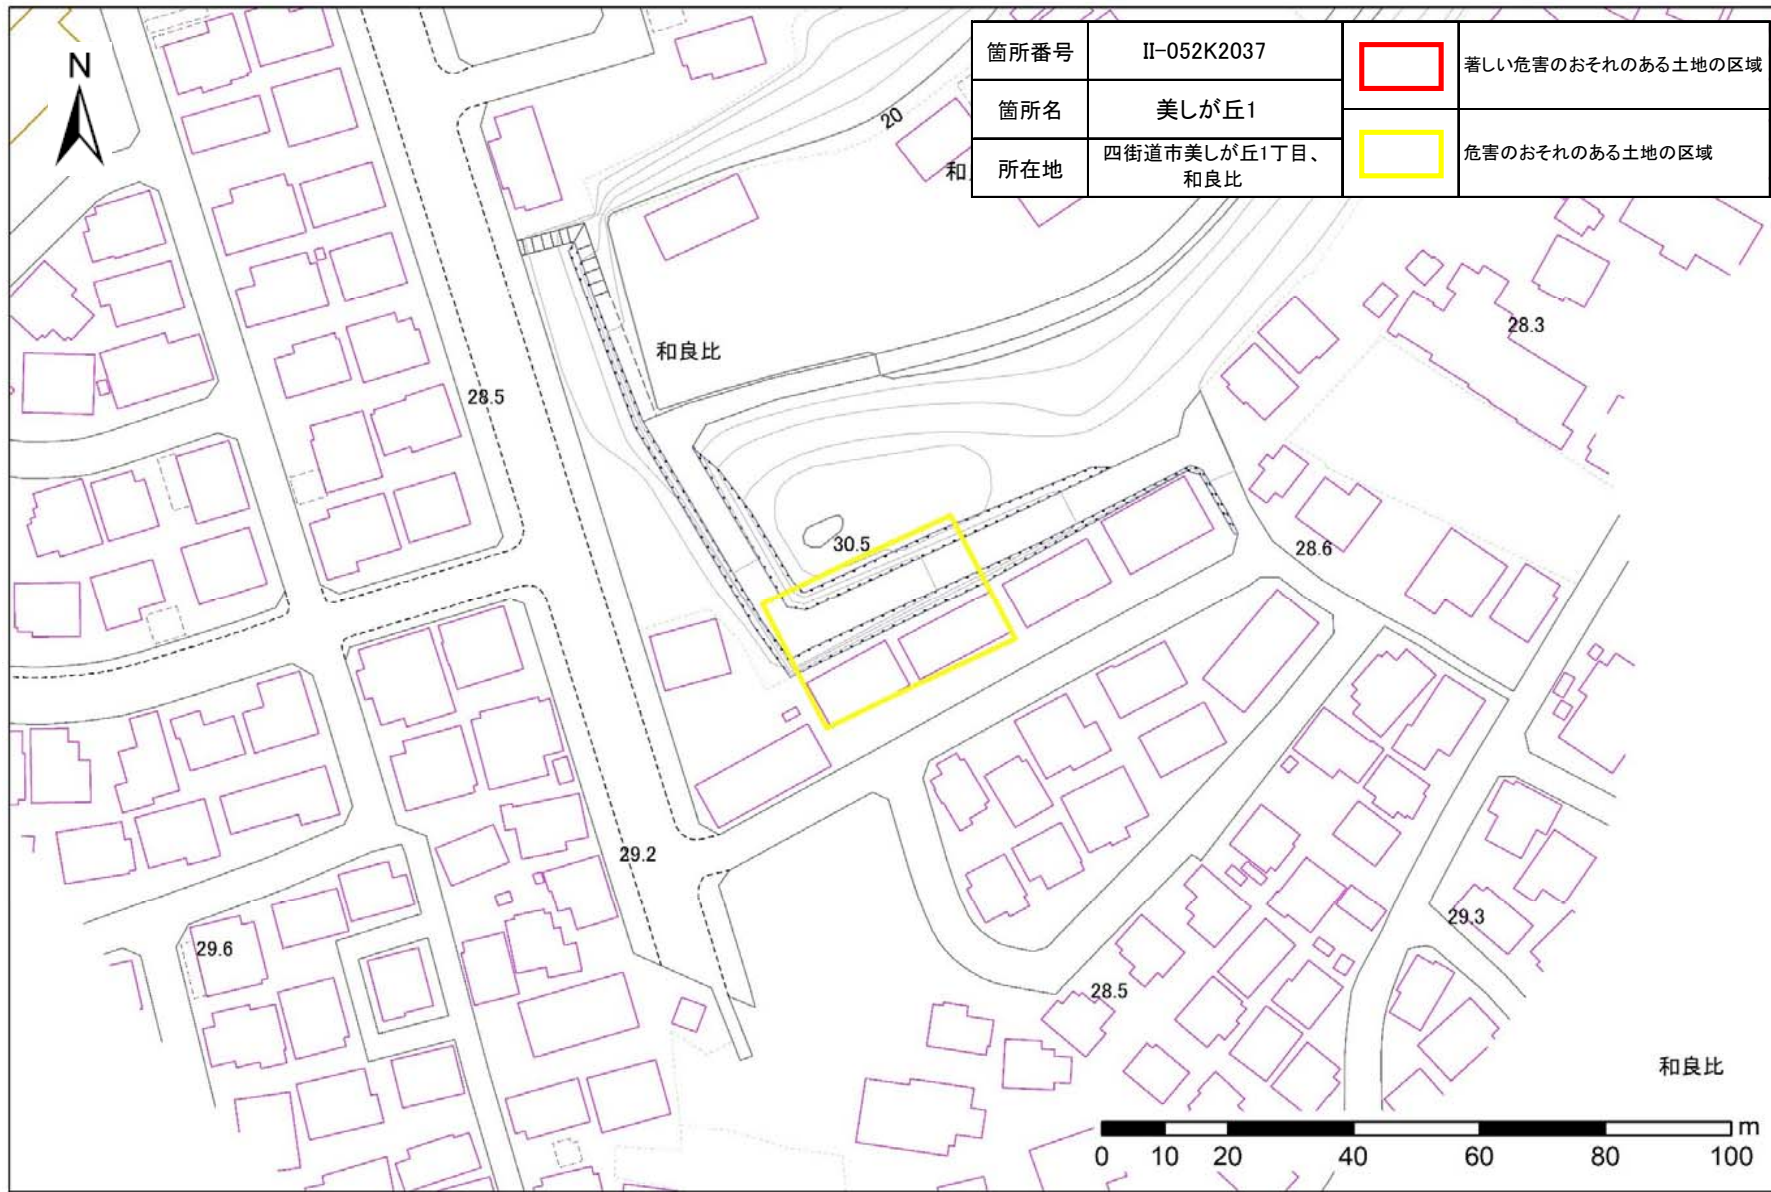 N
箇所番号 II-052K2037 著しい危害のおそれのある土地の区域
箇所名 美しが丘1 危害のおそれのある土地の区域
所在地 四街道市美しが丘1丁目、
和良比
20
和
28.3
和良比
28.5
30.5
28.6
29.2
29.3
29.6
28.5
和良比
m
0 10 20 40 60 80 100